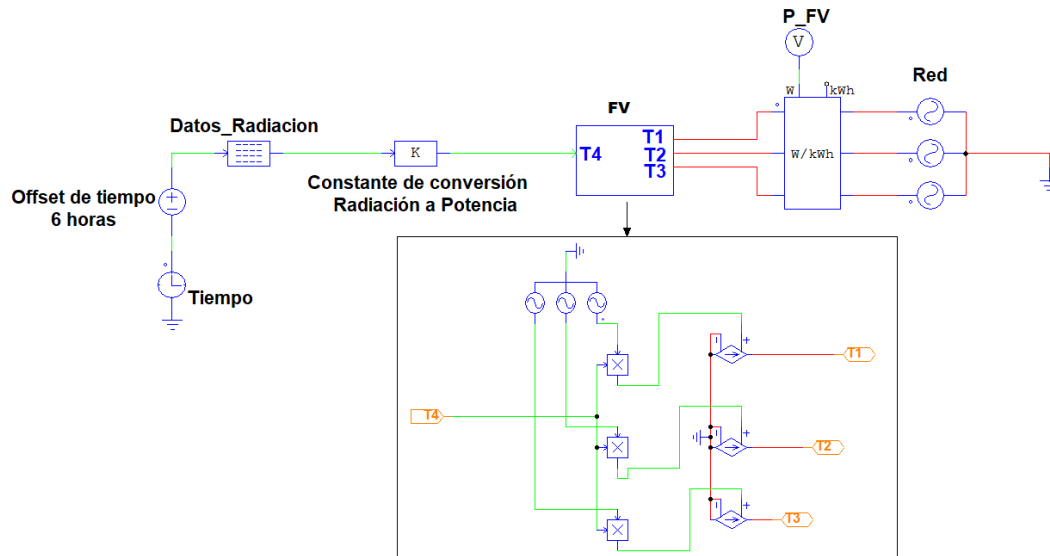 P_FV
V
Red
W
kWh
Datos_Radiacion
FV
K
T4
T1
T2
T3
W/kWh
Constante de conversión
Radiación a Potencia
Offset de tiempo
6 horas
Tiempo
T1
T4
T2
T3